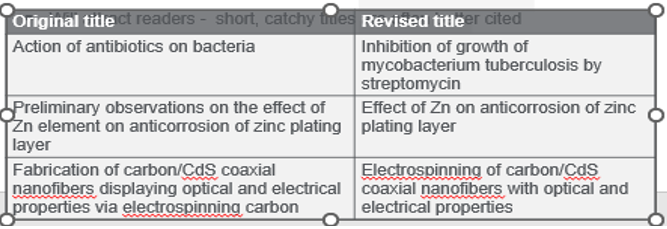 Original title
Revised title
act readers - short, catchy titles
ter cited
Action of antibiotics on bacteria
Inhibition of growth of
mycobacterium tuberculosis by
streptomycin
Preliminary observations on the effect of
Zn element on anticorrosion of zinc plating
layer
Effect of Zn on anticorrosion of zinc
plating layer
Fabrication of carbon/CdS coaxial
nanofibers displaying optical and electrical
properties via electrospinning carbon
Electrospinning of carbon/CdS
coaxial nanofibers with optical and
electrical properties